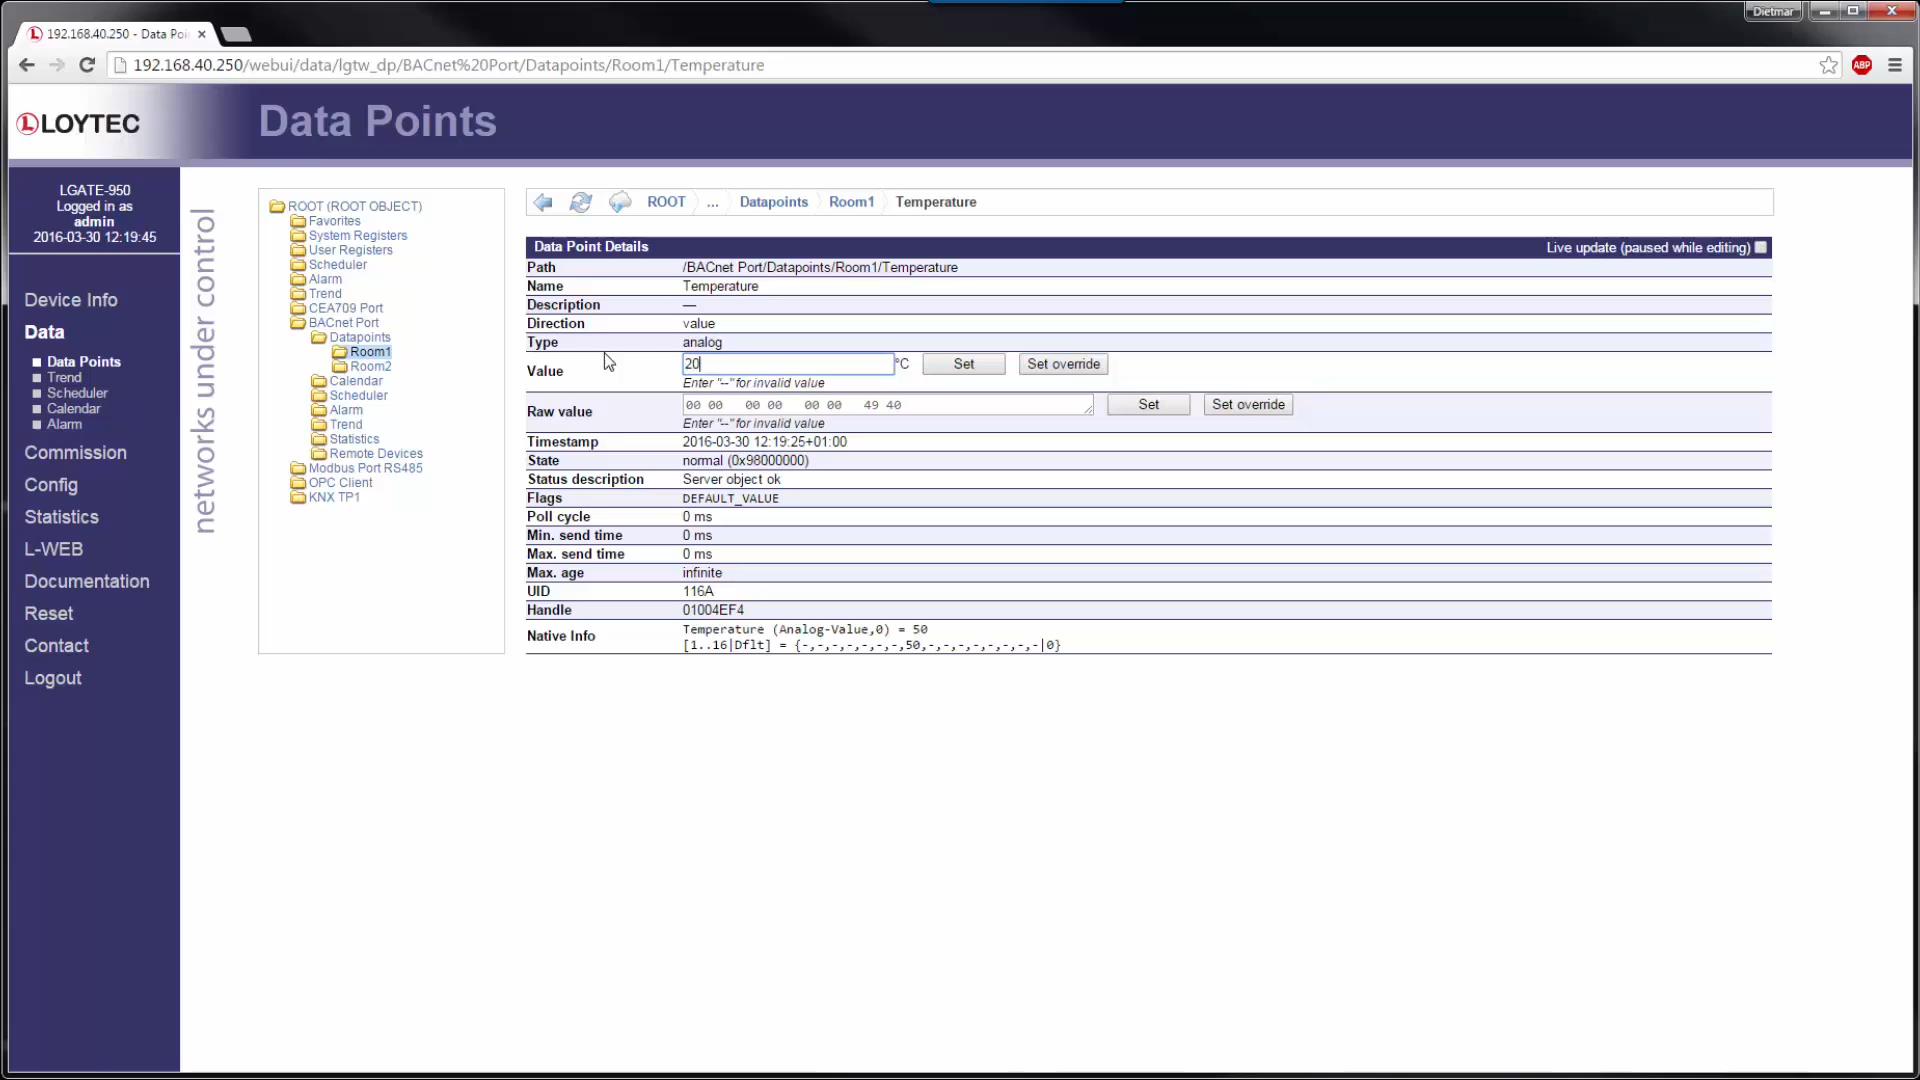 Dietmar
192.168.40.250 - Data Poi
192.168.40.250/webui/data/lgtw_dp/BACnet%20Port/Datapoints/Room1/Temperature
ABP
LOYTEC
Data Points
LGATE-950
Logged in as
admin
2016-03-30 12:19:45
Device Info
Data
Data Points
Trend
Scheduler
Calendar
Alarm
Commission
Config
Statistics
L-WEB
Documentation
Reset
Contact
Logout
networks under control
ROOT (ROOT OBJECT)
Favorites
System Registers
User Registers
Scheduler
Alarm
Trend
CEA709 Port
BACnet Port
Datapoints
Room1
Room2
Calendar
Scheduler
Alarm
Trend
Statistics
Remote Devices
Modbus Port RS485
OPC Client
KNX TP1
ROOT ... Datapoints Room1 Temperature
Data Point Details Live update (paused while editing)
Path /BACnet Port/Datapoints/Room1/Temperature
Name Temperature
Description —
Direction value
Type analog
Value 20 °C Set Set override
Enter "--" for invalid value
Raw value 00 00 00 00 00 00 49 40 Set Set override
Enter "--" for invalid value
Timestamp 2016-03-30 12:19:25+01:00
State normal (0x98000000)
Status description Server object ok
Flags DEFAULT_VALUE
Poll cycle 0 ms
Min. send time 0 ms
Max. send time 0 ms
Max. age infinite
UID 116A
Handle 01004EF4
Native Info Temperature (Analog-Value,0) = 50
[1..16|Dflt] = {-,-,-,-,-,-,-,50,-,-,-,-,-,-,-,-|0}